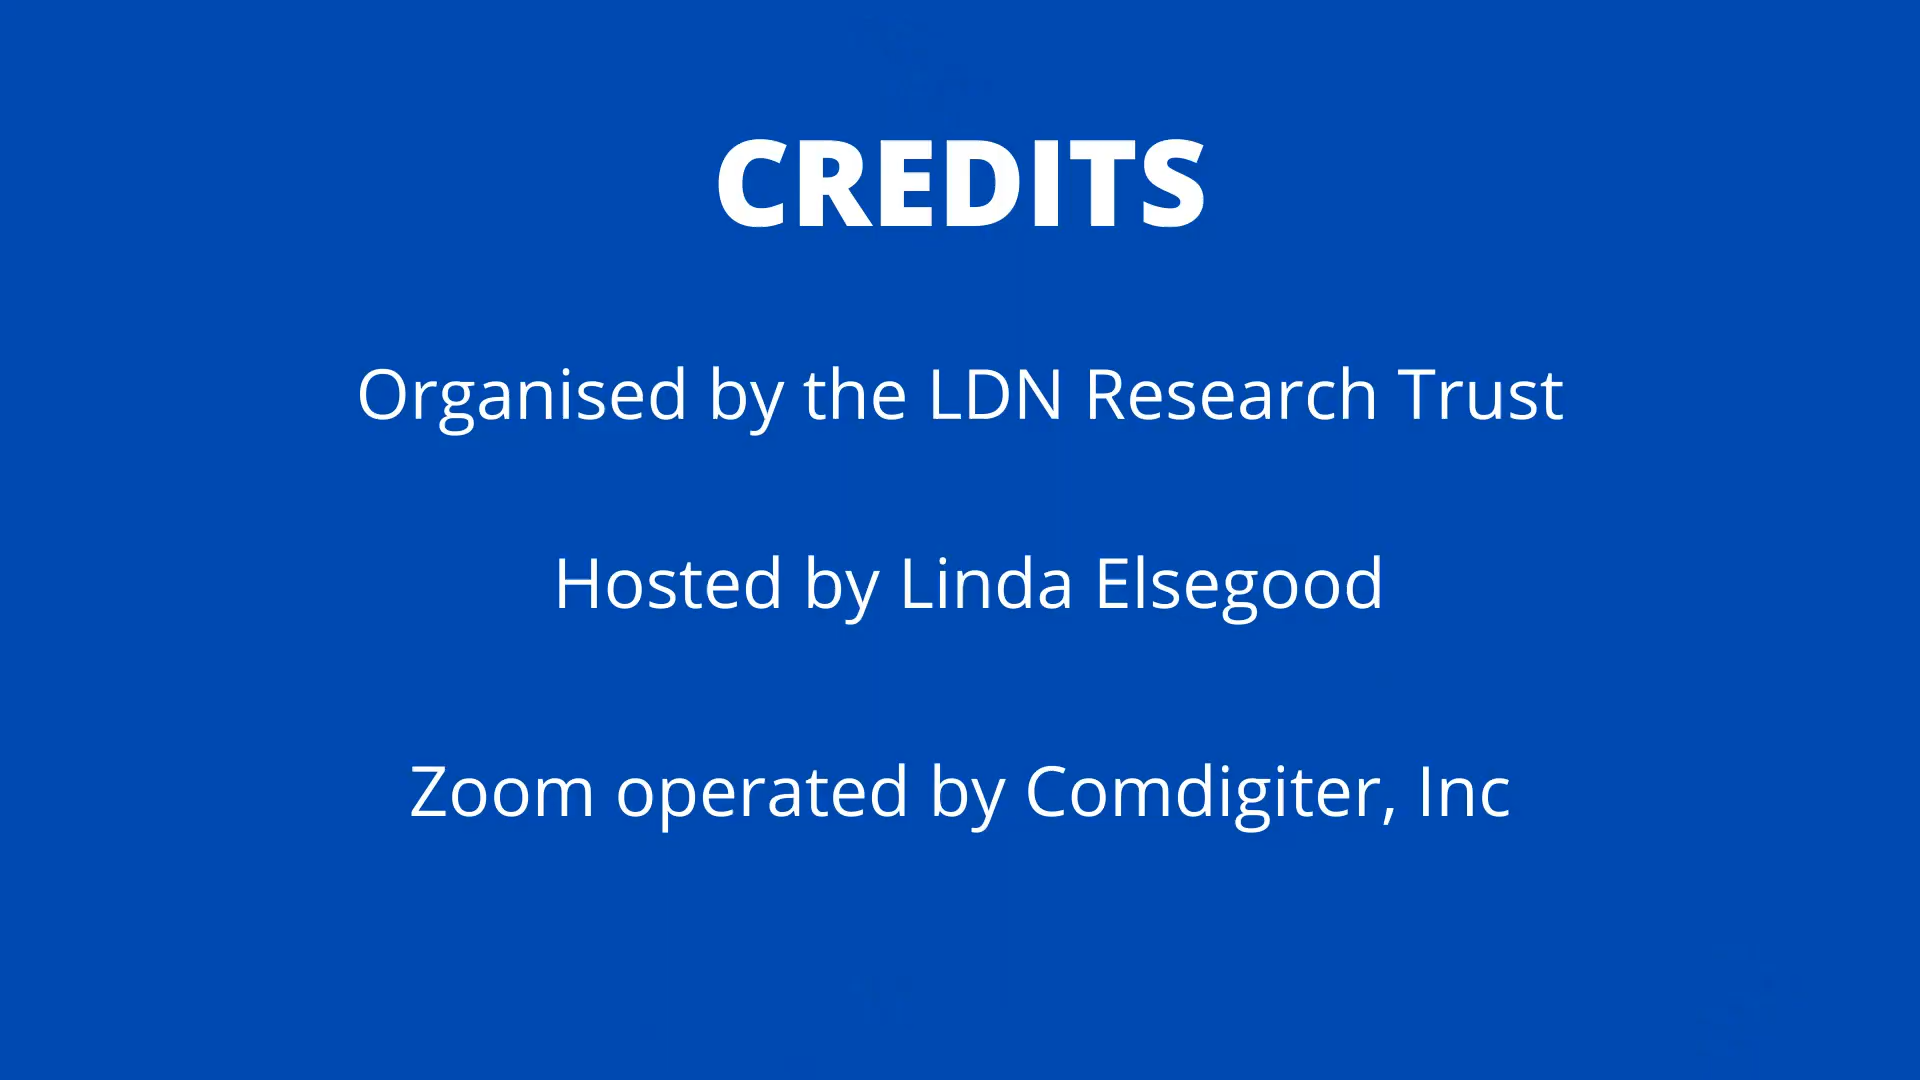 CREDITS
Organised by the LDN Research Trust
Hosted by Linda Elsegood
Zoom operated by Comdigiter, Inc